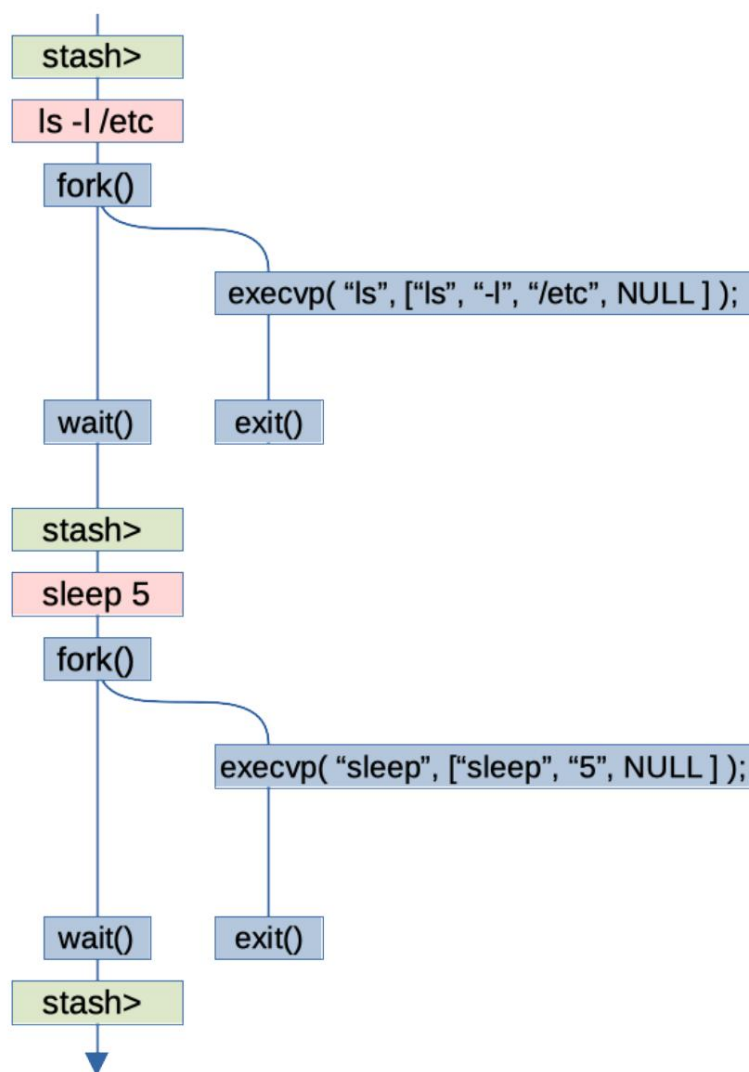 stash>
ls -l /etc
fork()
execvp( “ls”, [“ls”, “-l”, “/etc”, NULL ] );
wait()
exit()
stash>
sleep 5
fork()
execvp( “sleep”, [“sleep”, “5”, NULL ] );
wait()
exit()
stash>